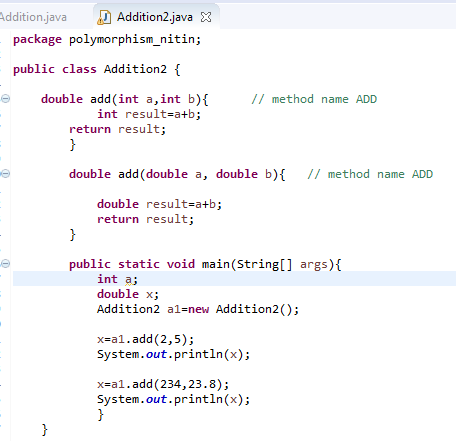 Addition.java Addition2.java
package polymorphism_nitin;
public class Addition2 {
double add(int a,int b){ // method name ADD
int result=a+b;
return result;
}
double add(double a, double b){ // method name ADD
double result=a+b;
return result;
}
public static void main(String[] args){
int a;
double x;
Addition2 a1=new Addition2();
x=a1.add(2,5);
System.out.println(x);
x=a1.add(234,23.8);
System.out.println(x);
}
}